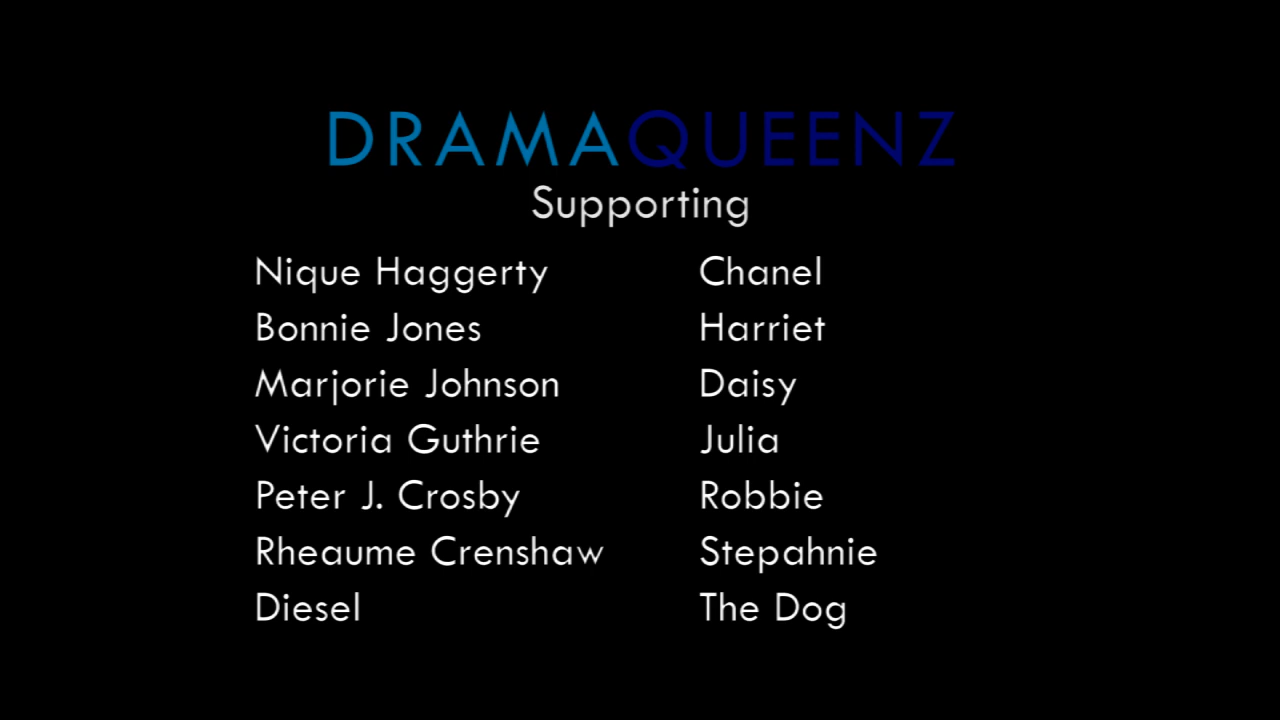 DRAMAQUEENZ
Supporting
Nique Haggerty Chanel
Bonnie Jones Harriet
Marjorie Johnson Daisy
Victoria Guthrie Julia
Peter J. Crosby Robbie
Rheaume Crenshaw Stepahnie
Diesel The Dog